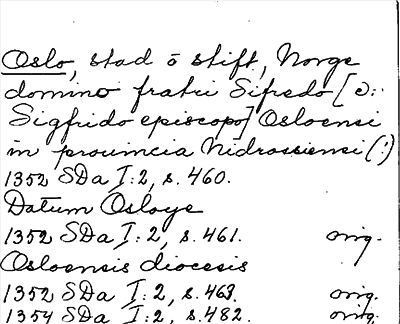 Oslo, stad o stift, Norge
domino fratri Sifredo [ɔ::
Sigfrido episcopo] Osloensi
in prouincia Nidrosiensi (!)
1352 SDa I:2, s. 460.
Datum Osloye
1352 SDa I:2, s. 461. orig.
Osloensis diocesis
1352 SDa I:2, s. 463. orig.
1354 SDa I:2, s. 482. orig.